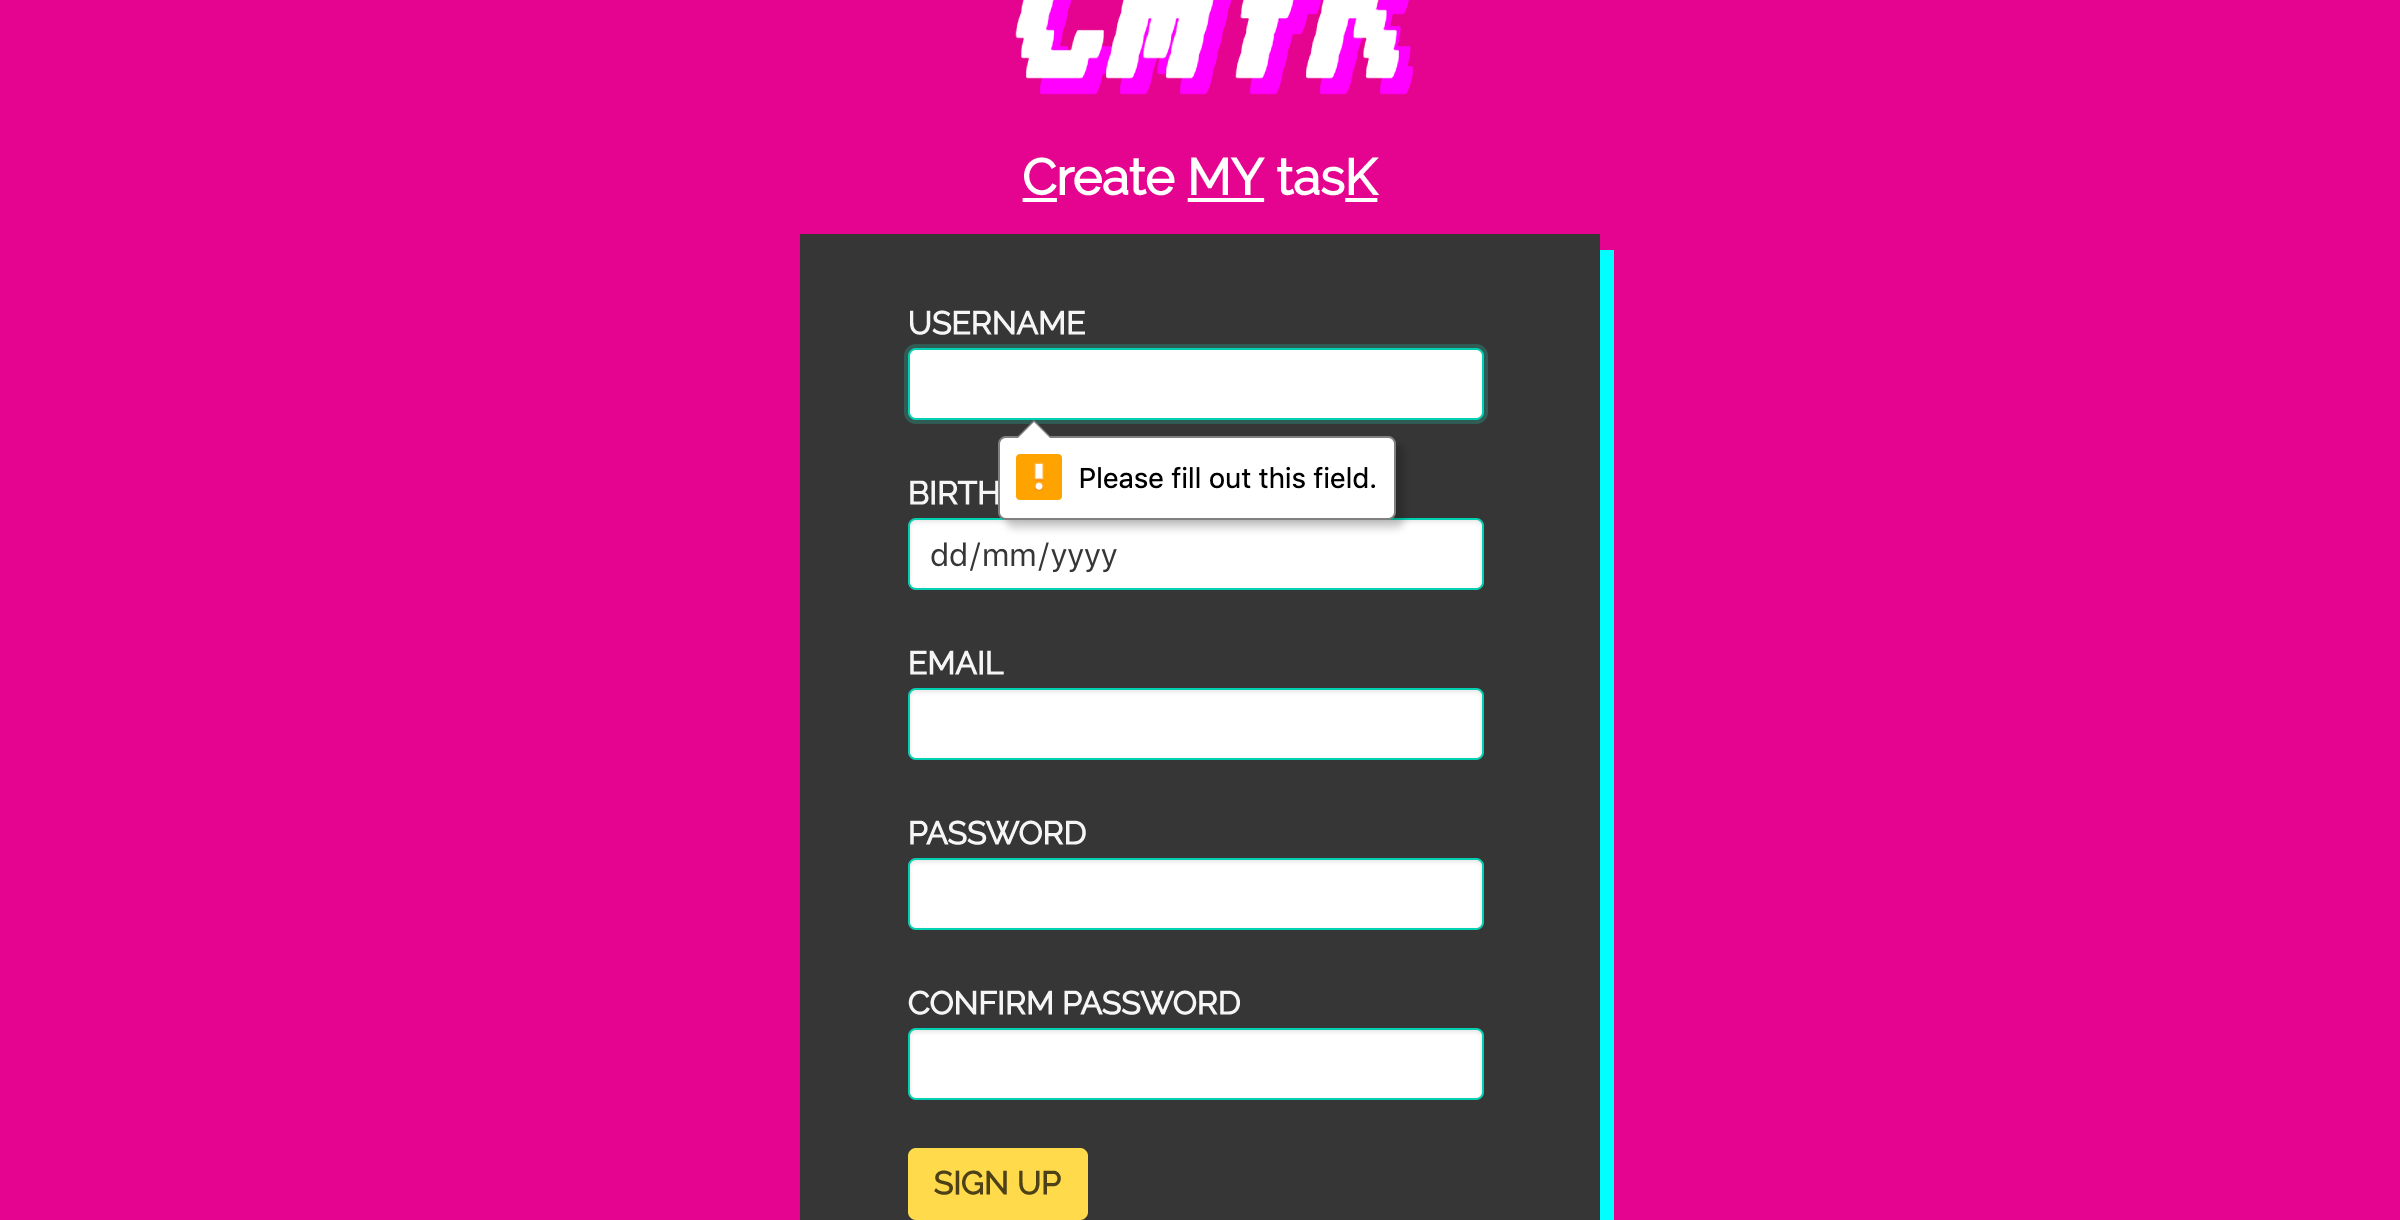 CMYK
Create MY tasK
USERNAME
Please fill out this field.
BIRTH
dd/mm/yyyy
EMAIL
PASSWORD
CONFIRM PASSWORD
SIGN UP